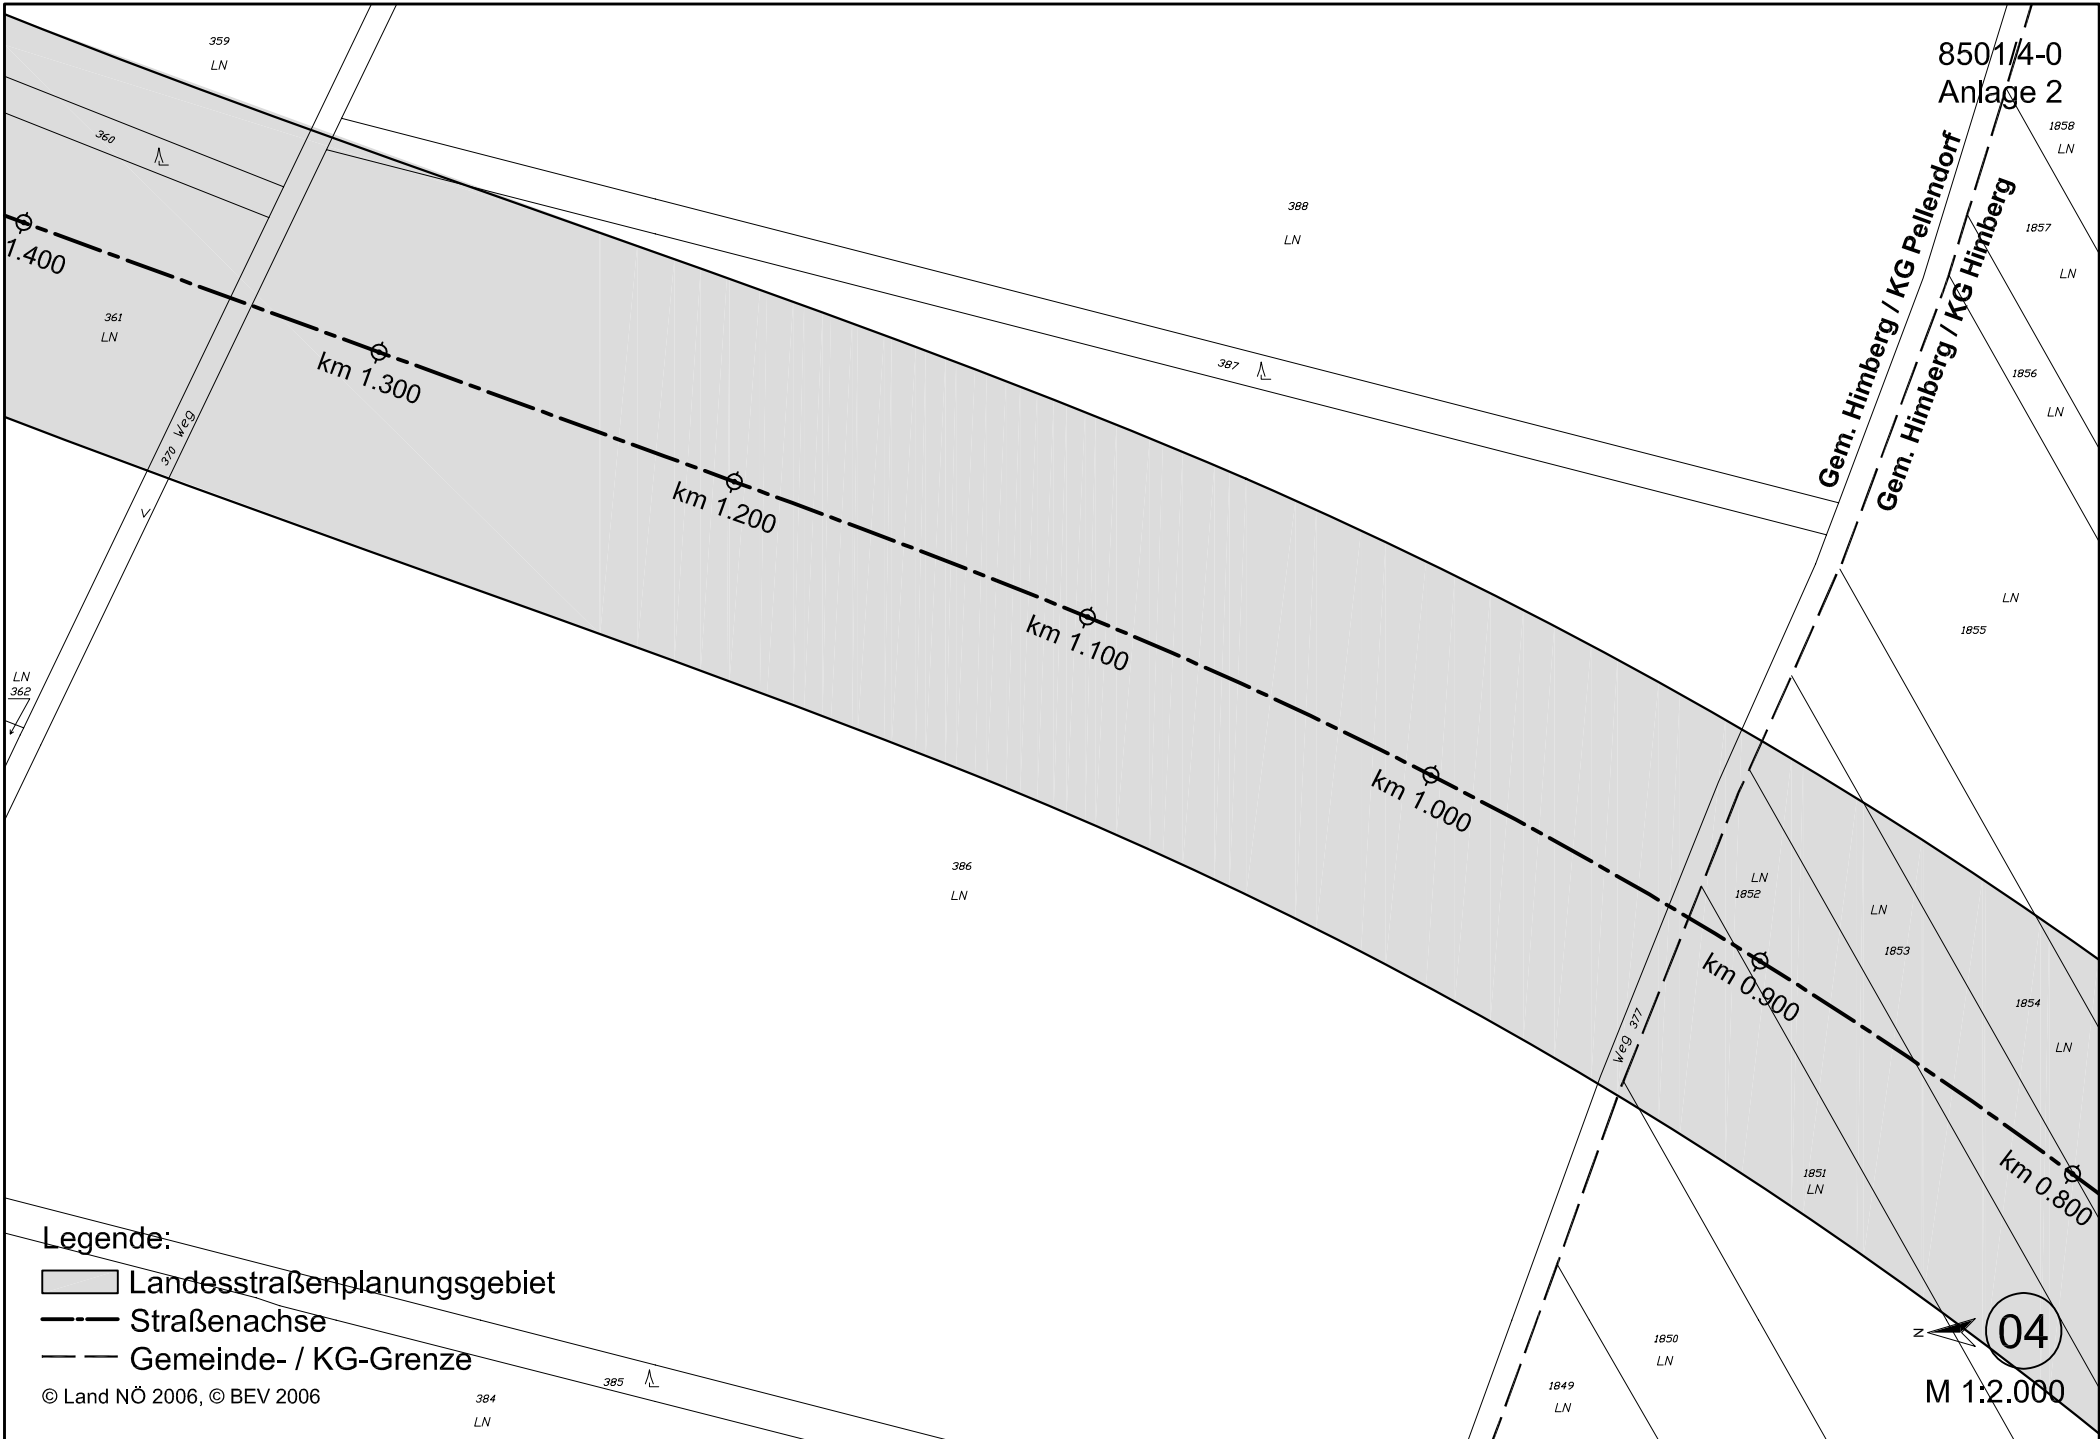 8501/4-0
Anlage 2
359
LN
360
1.400
361
LN
km 1.300
370 Weg
km 1.200
LN
362
388
LN
387
km 1.100
km 1.000
386
LN
Gem. Himberg / KG Pellendorf
Gem. Himberg / KG Himberg
1858
LN
1857
LN
1856
LN
LN
1855
LN
1852
LN
1853
km 0.900
1854
LN
Weg 377
km 0.800
1851
LN
1850
LN
1849
LN
Legende:
Landesstraßenplanungsgebiet
Straßenachse
Gemeinde- / KG-Grenze
© Land NÖ 2006, © BEV 2006
384
LN
385
N
04
M 1:2.000